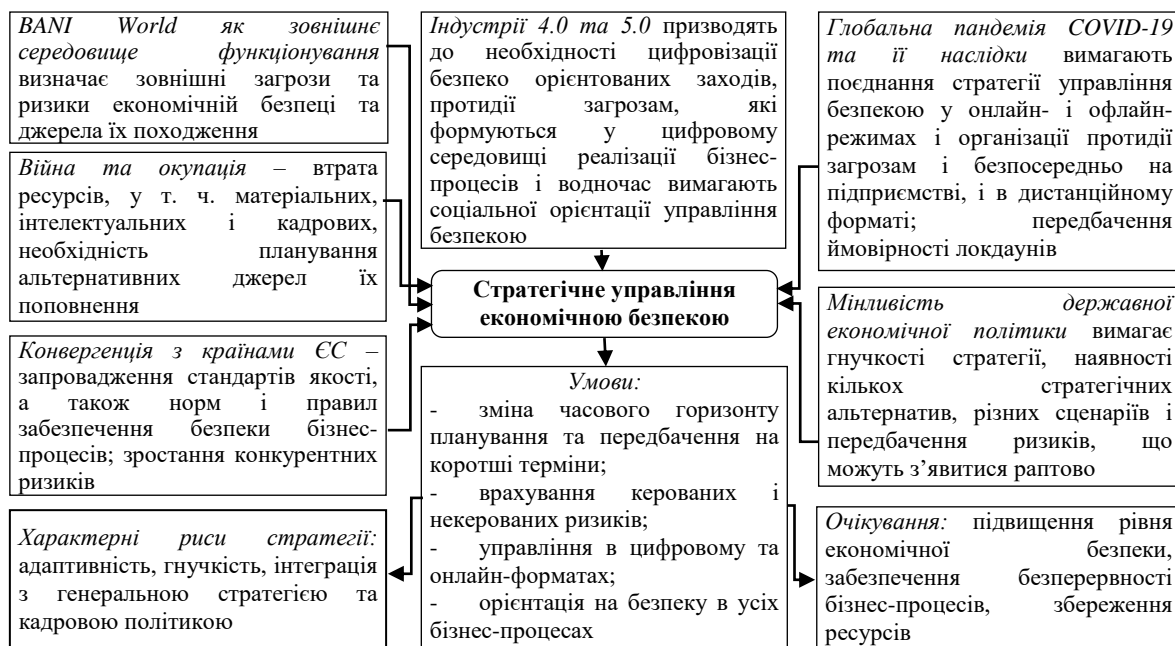 BANI World як зовнішнє
середовище функціонування
визначає зовнішні загрози та
ризики економічній безпеці та
джерела їх походження
Війна та окупація – втрата
ресурсів, у т. ч. матеріальних,
інтелектуальних і кадрових,
необхідність планування
альтернативних джерел їх
поповнення
Конвергенція з країнами ЄС –
запровадження стандартів якості,
а також норм і правил
забезпечення безпеки бізнес-
процесів; зростання конкурентних
ризиків
Характерні риси стратегії:
адаптивність, гнучкість, інтеграція
з генеральною стратегією та
кадровою політикою
Індустрії 4.0 та 5.0 призводять
до необхідності цифровізації
безпеко орієнтованих заходів,
протидії загрозам, які
формуються у цифровому
середовищі реалізації бізнес-
процесів і водночас вимагають
соціальної орієнтації управління
безпекою
Стратегічне управління
економічною безпекою
Умови:
- зміна часового горизонту
планування та передбачення на
коротші терміни;
- врахування керованих і
некерованих ризиків;
- управління в цифровому та
онлайн-форматах;
- орієнтація на безпеку в усіх
бізнес-процесах
Глобальна пандемія COVID-19
та її наслідки вимагають
поєднання стратегії управління
безпекою у онлайн- і офлайн-
режимах і організації протидії
загрозам і безпосередньо на
підприємстві, і в дистанційному
форматі; передбачення
ймовірності локдаунів
Мінливість державної
економічної політики вимагає
гнучкості стратегії, наявності
кількох стратегічних
альтернатив, різних сценаріїв і
передбачення ризиків, що
можуть з’явитися раптово
Очікування: підвищення рівня
економічної безпеки,
забезпечення безперервності
бізнес-процесів, збереження
ресурсів